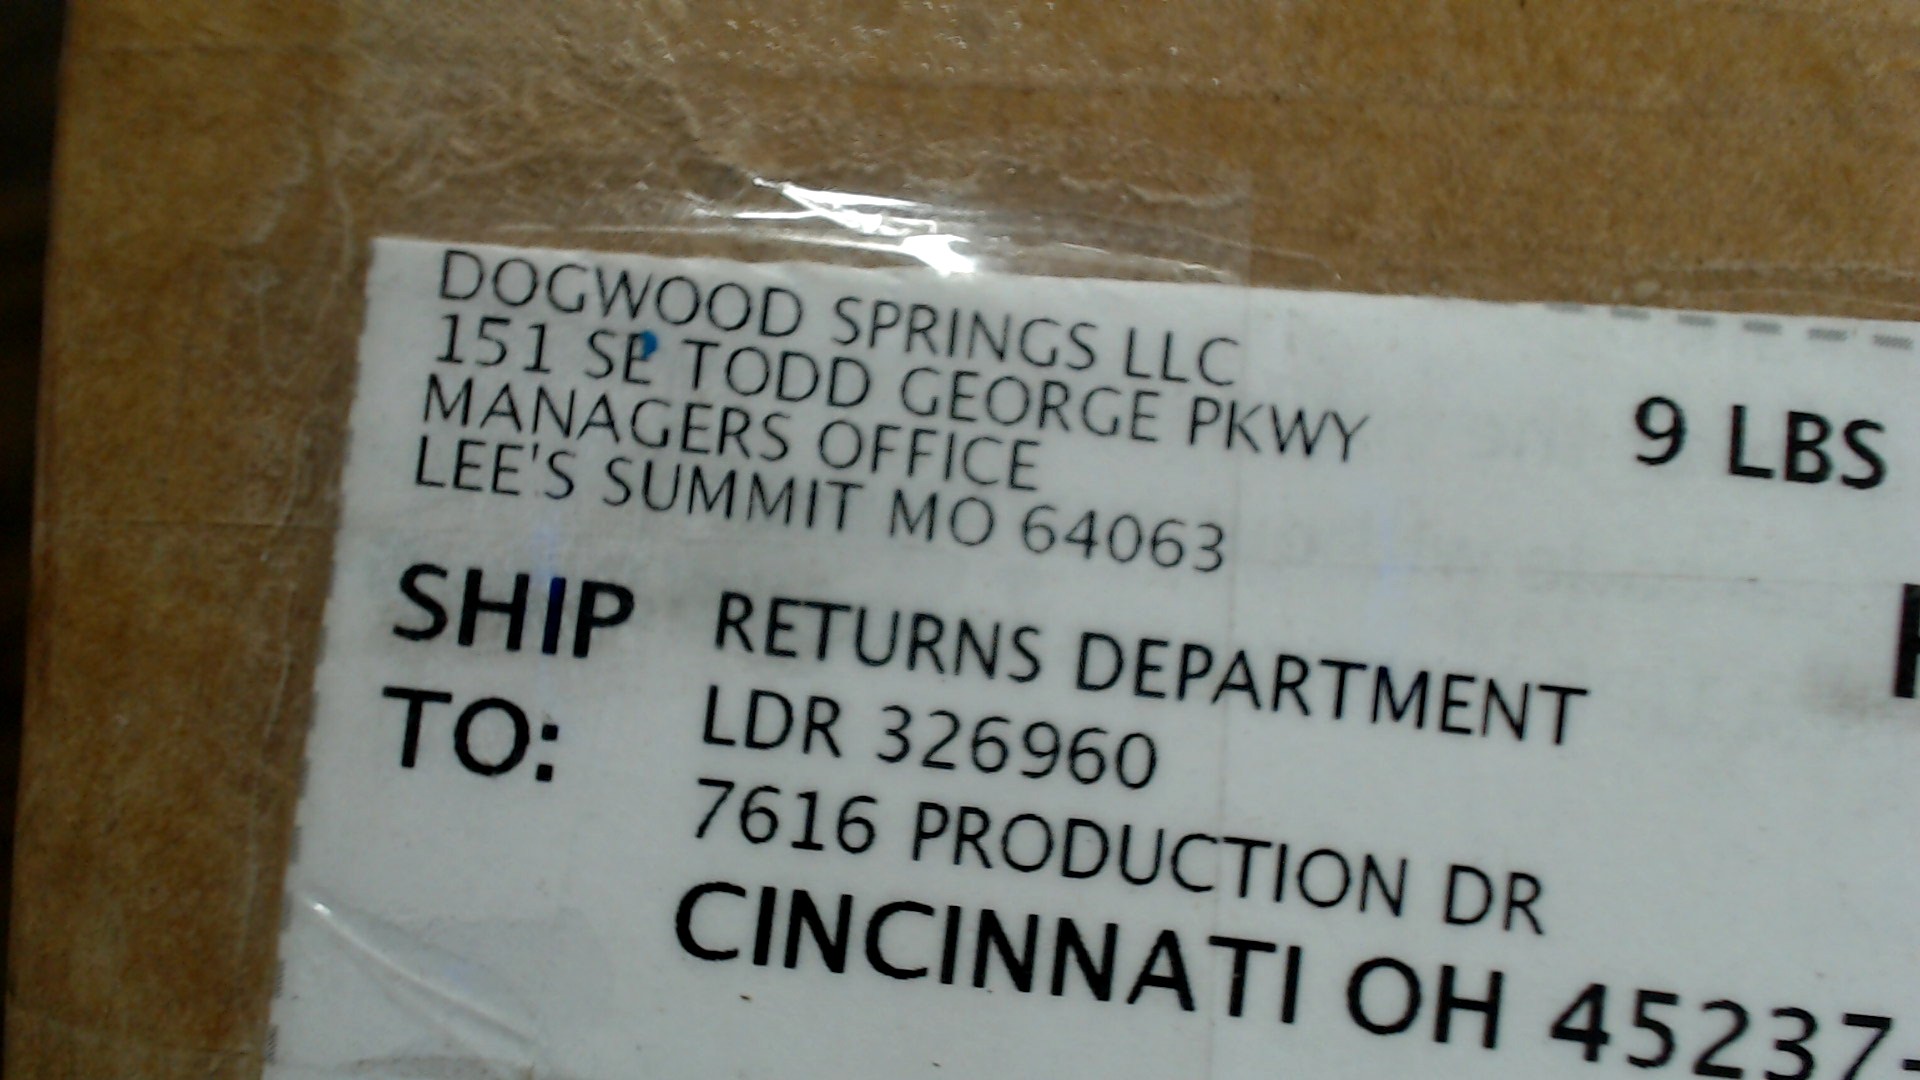 DOGWOOD SPRINGS LLC
151 SE TODD GEORGE PKWY
MANAGERS OFFICE
LEE'S SUMMIT MO 64063
9 LBS
SHIP TO:
RETURNS DEPARTMENT
LDR 326960
7616 PRODUCTION DR
CINCINNATI OH 45237-